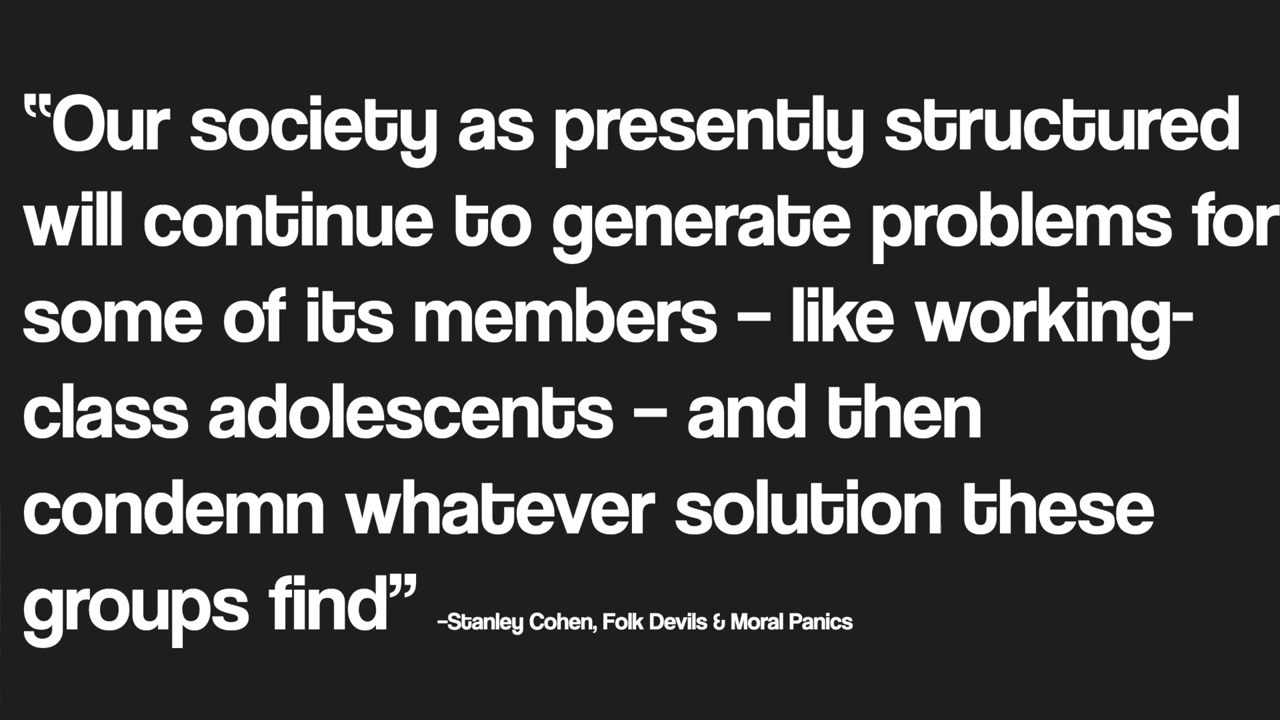 “Our society as presently structured
will continue to generate problems for
some of its members – like working-
class adolescents – and then
condemn whatever solution these
groups find” –Stanley Cohen, Folk Devils & Moral Panics